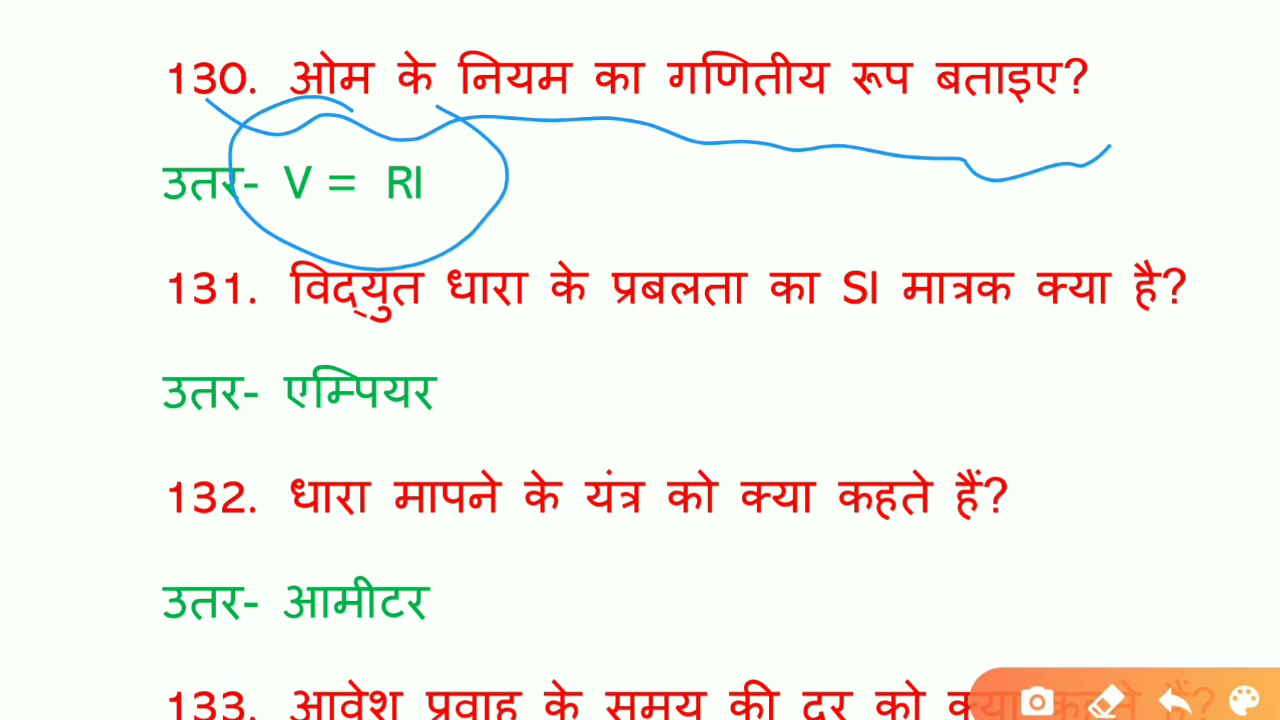 130. ओम के नियम का गणितीय रूप बताइए?
उतर- V = RI
131. विद्युत धारा के प्रबलता का SI मात्रक क्या है?
उतर- एम्पियर
132. धारा मापने के यंत्र को क्या कहते हैं?
उतर- आमीटर
133. आवेश प्रवाह के समय की दर को क्या कहते हैं?